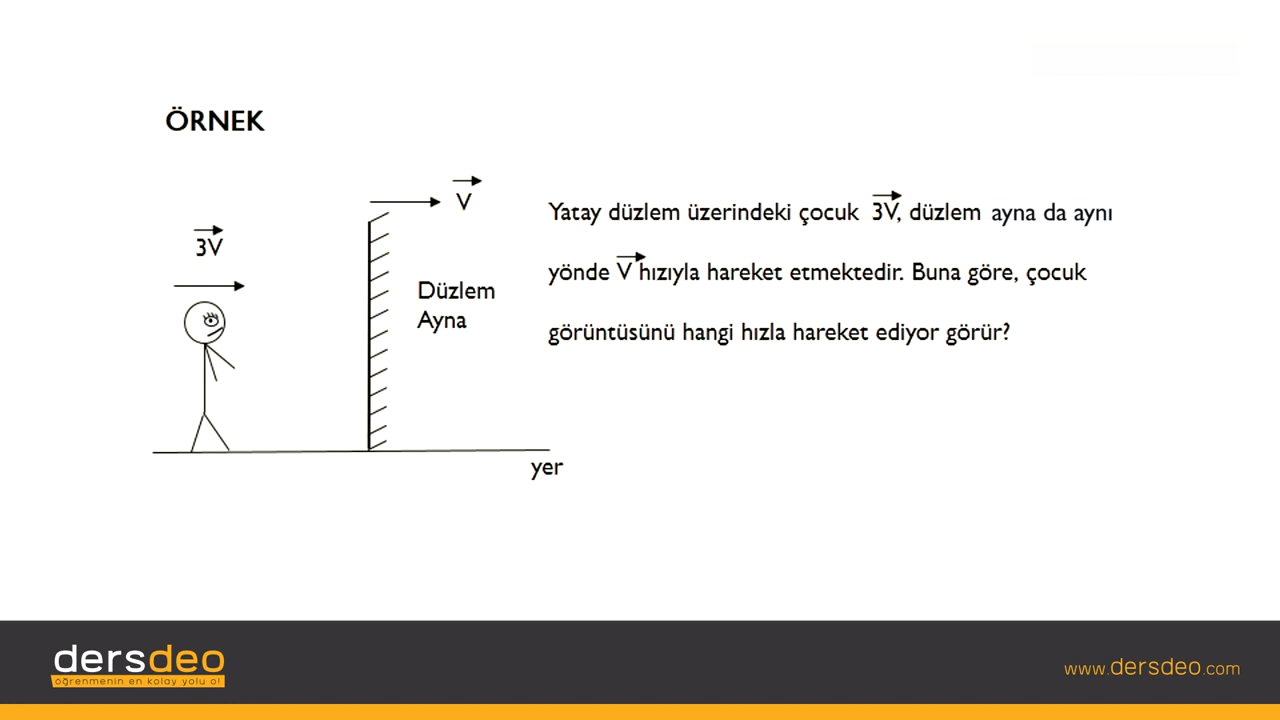 ÖRNEK
V
3V
Düzlem
Ayna
yer
Yatay düzlem üzerindeki çocuk 3V, düzlem ayna da aynı
yönde V hızıyla hareket etmektedir. Buna göre, çocuk
görüntüsünü hangi hızla hareket ediyor görür?
dersdeo
öğrenmenin en kolay yolu o!
www.dersdeo.com